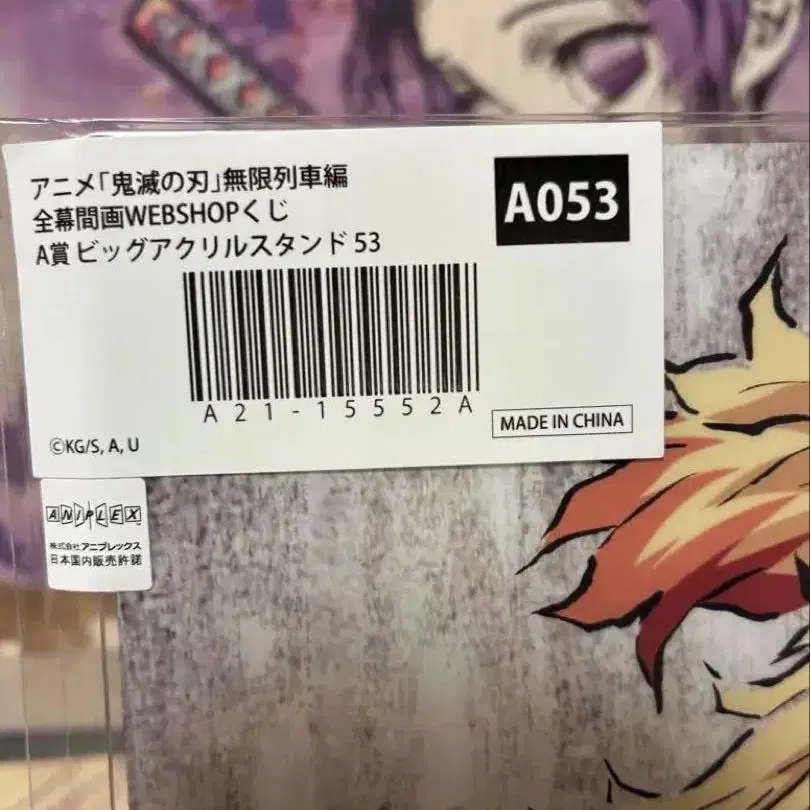 アニメ「鬼滅の刃」無限列車編
全幕間画WEBSHOPくじ
A賞 ビッグアクリルスタンド 53
A053
A21-15552A
MADE IN CHINA
©KG/S, A, U
ANIPLEX
株式会社アニプレックス
日本国内販売許諾